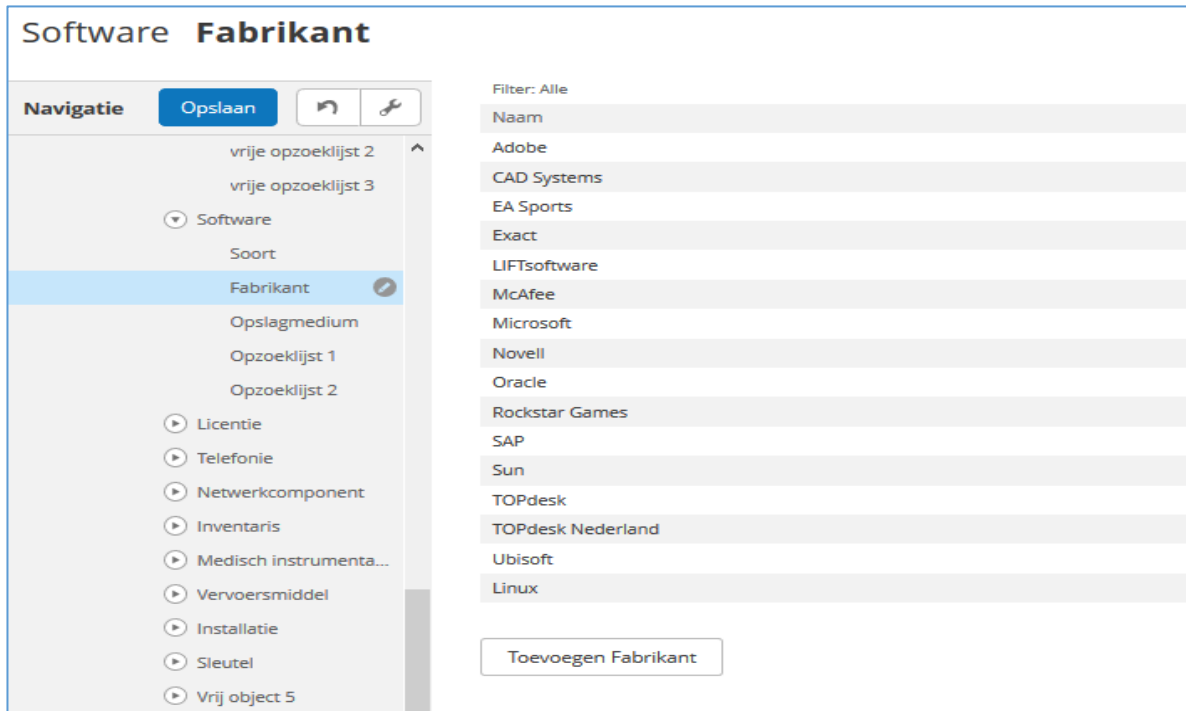 Software Fabrikant
Navigatie
Opslaan
vrije opzoeklijst 2
vrije opzoeklijst 3
Software
Soort
Fabrikant
Opslagmedium
Opzoeklijst 1
Opzoeklijst 2
Licentie
Telefonie
Netwerkcomponent
Inventaris
Medisch instrumenta...
Vervoersmiddel
Installatie
Sleutel
Vrij object 5
Filter: Alle
Naam
Adobe
CAD Systems
EA Sports
Exact
LIFTsoftware
McAfee
Microsoft
Novell
Oracle
Rockstar Games
SAP
Sun
TOPdesk
TOPdesk Nederland
Ubisoft
Linux
Toevoegen Fabrikant